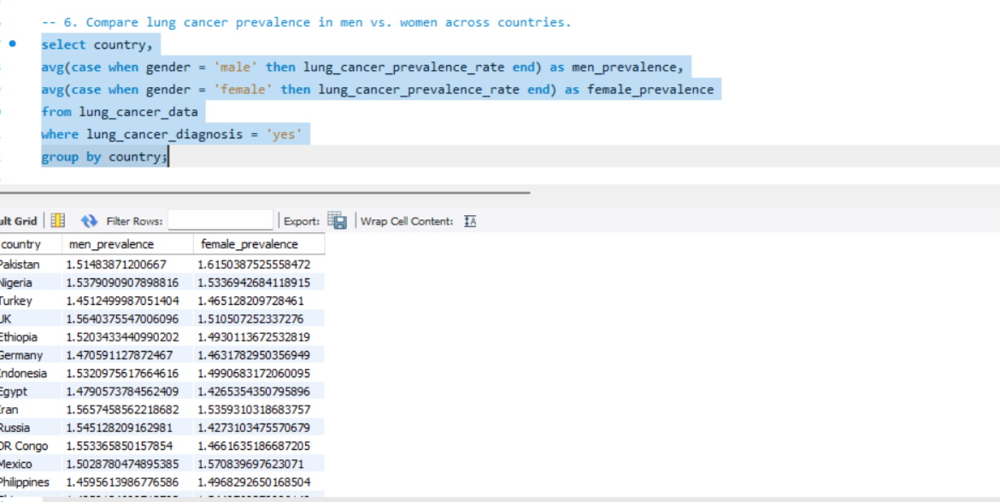 -- 6. Compare lung cancer prevalence in men vs. women across countries.
select country,
avg(case when gender = 'male' then lung_cancer_prevalence_rate end) as men_prevalence,
avg(case when gender = 'female' then lung_cancer_prevalence_rate end) as female_prevalence
from lung_cancer_data
where lung_cancer_diagnosis = 'yes'
group by country;
ult Grid Filter Rows: Export: Wrap Cell Content:
country men_prevalence female_prevalence
Pakistan 1.51483871200667 1.6150387525558472
Nigeria 1.5379090907898816 1.5336942684118915
Turkey 1.4512499987051404 1.465128209728461
UK 1.5640375547006096 1.510507252337276
Ethiopia 1.5203433440990202 1.4930113672532819
Germany 1.470591127872467 1.4631782950356949
Indonesia 1.5320975617664616 1.4990683172060095
Egypt 1.4790573784562409 1.4265354350795896
Iran 1.5657458562218682 1.5359310318683757
Russia 1.545128209162981 1.4273103475570679
DR Congo 1.553365850157854 1.4661635186687205
Mexico 1.5028780474895385 1.570839697623071
Philippines 1.4595613986776586 1.4968292650168504